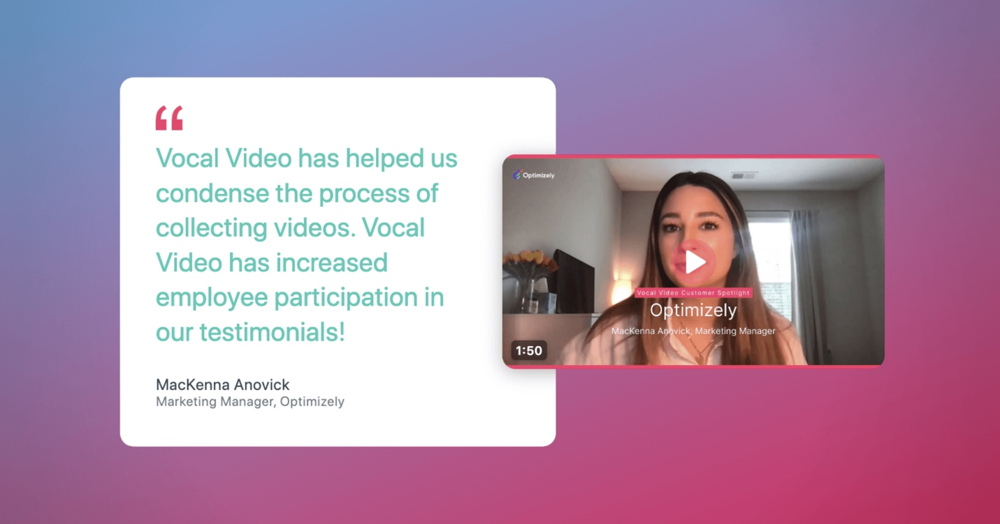 “
Vocal Video has helped us
condense the process of
collecting videos. Vocal
Video has increased
employee participation in
our testimonials!
MacKenna Anovick
Marketing Manager, Optimizely
Optimizely
Vocal Video Customer Spotlight
Optimizely
MacKenna Anovick, Marketing Manager
1:50